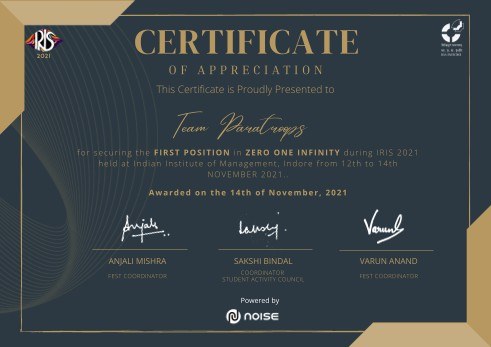 IRIS
2021
CERTIFICATE
OF APPRECIATION
This Certificate is Proudly Presented to
Team Paratroops
for securing the FIRST POSITION in ZERO ONE INFINITY during IRIS 2021
held at Indian Institute of Management, Indore from 12th to 14th
NOVEMBER 2021..
Awarded on the 14th of November, 2021
Anjali
Varun
ANJALI MISHRA
SAKSHI BINDAL
VARUN ANAND
FEST COORDINATOR
COORDINATOR
STUDENT ACTIVITY COUNCIL
FEST COORDINATOR
Powered by
NOISE